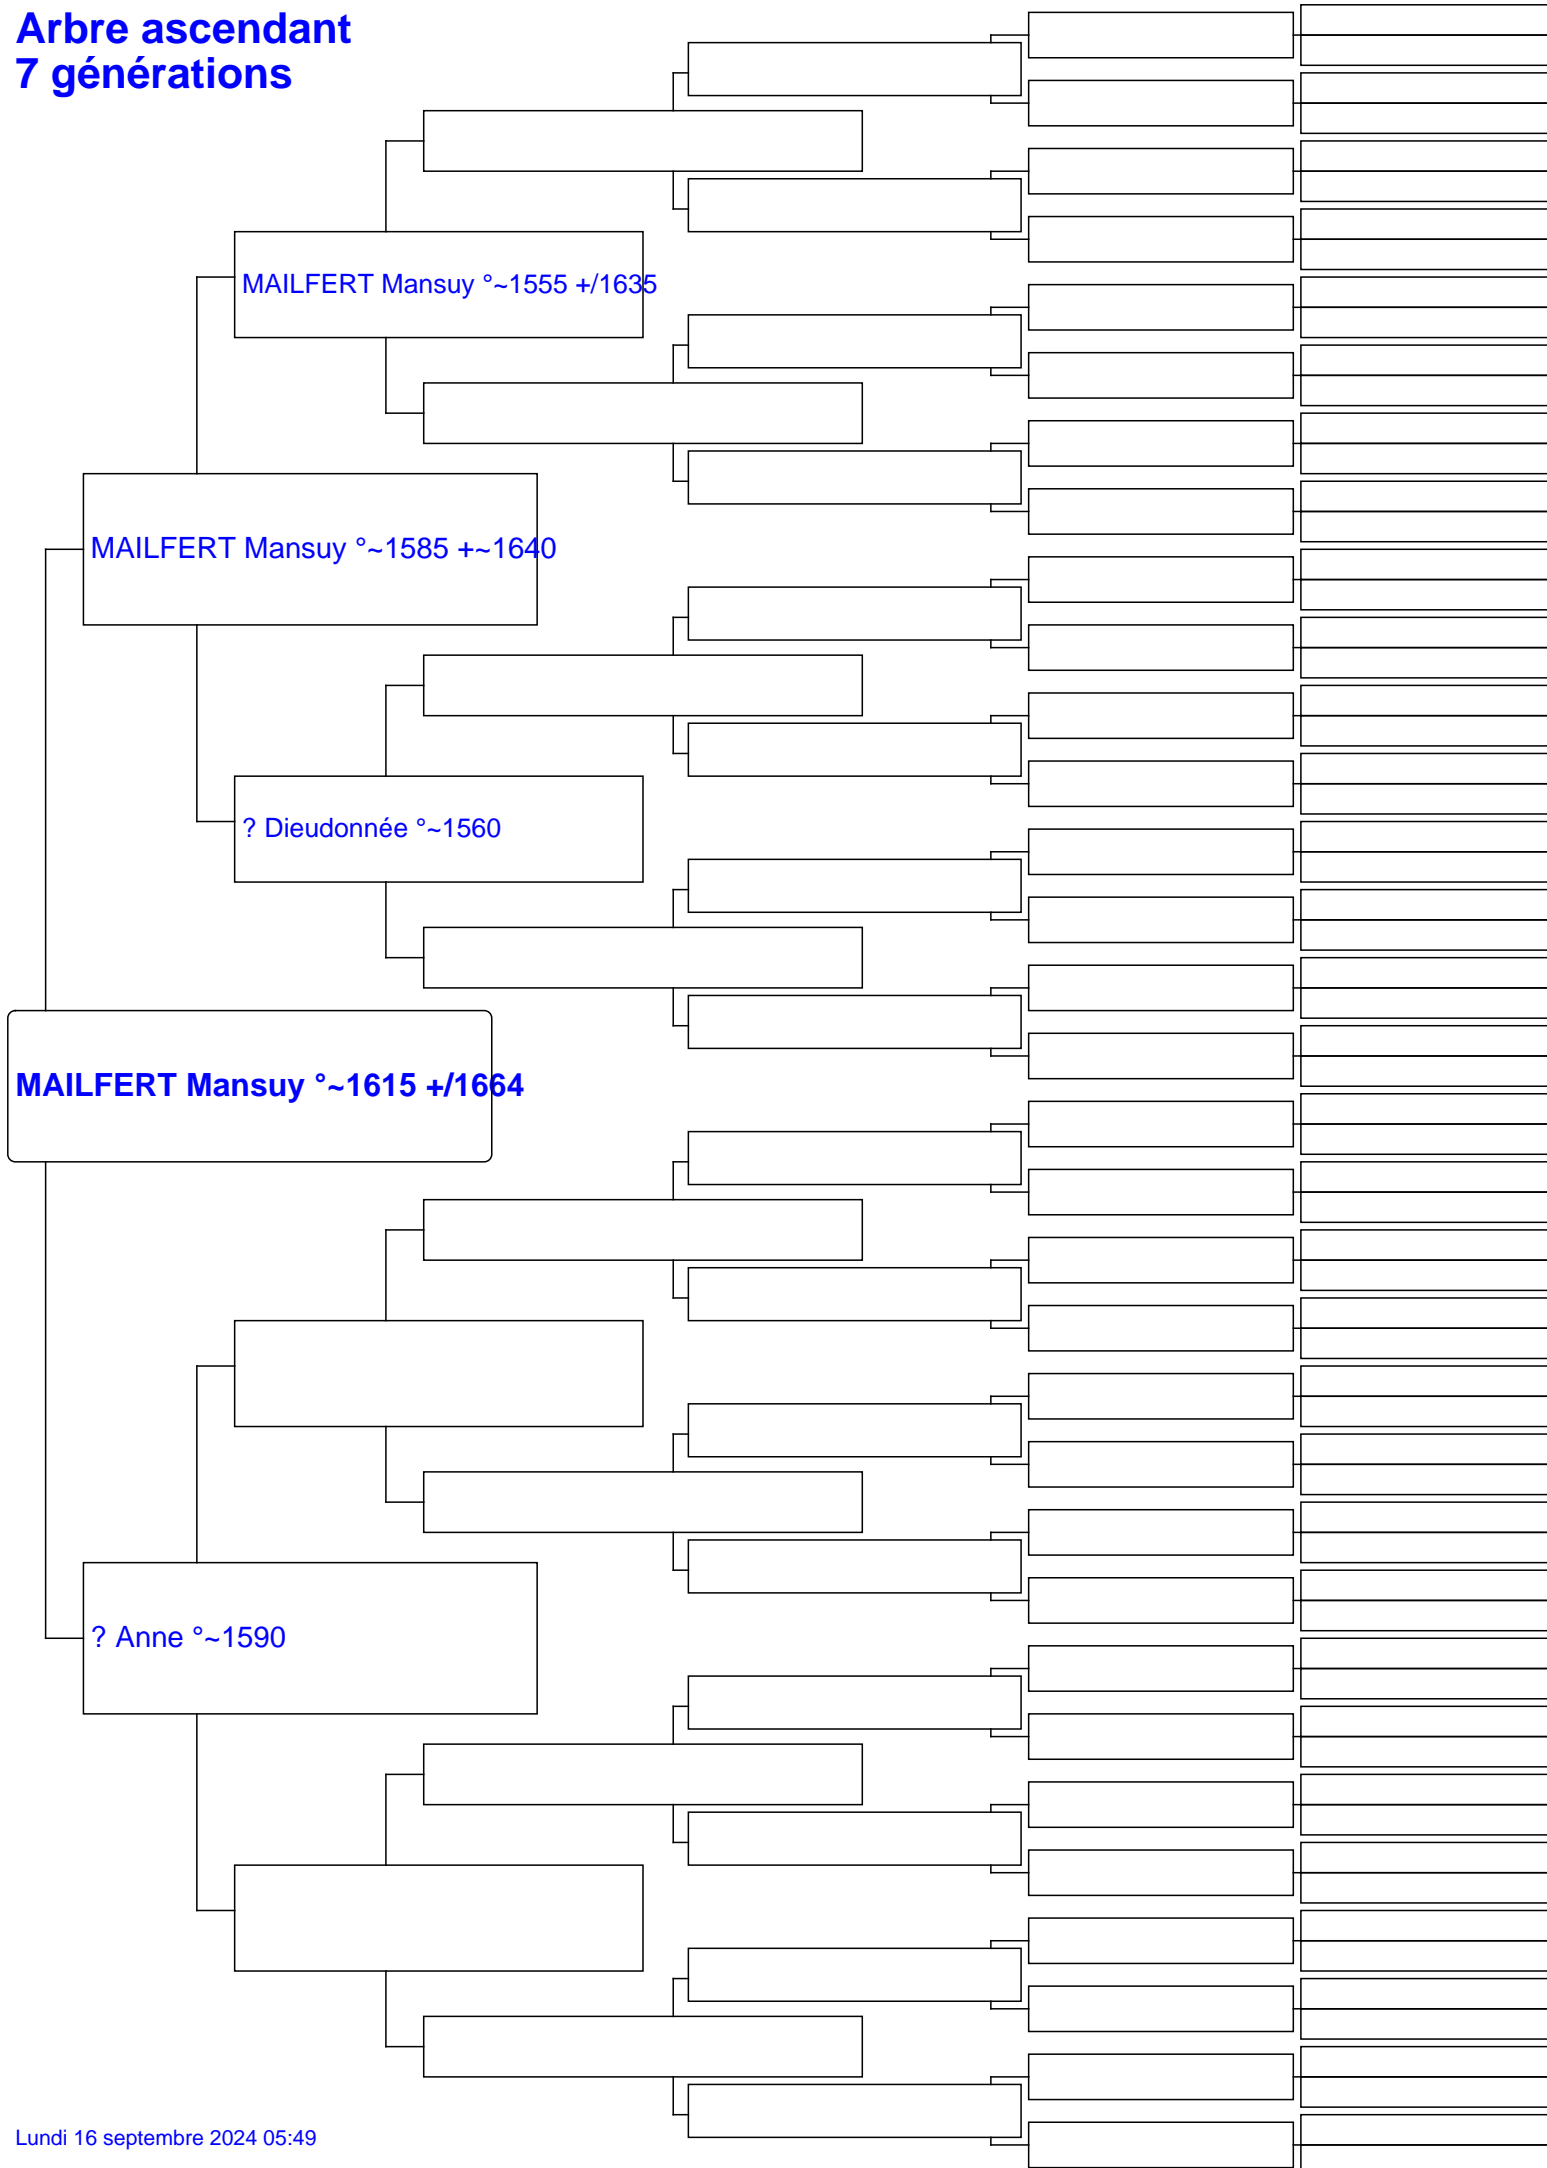 Arbre ascendant
7 générations
MAILFERT Mansuy °~1555 +/1635
MAILFERT Mansuy °~1585 +~1640
? Dieudonnée °~1560
MAILFERT Mansuy °~1615 +/1664
? Anne °~1590
Lundi 16 septembre 2024 05:49